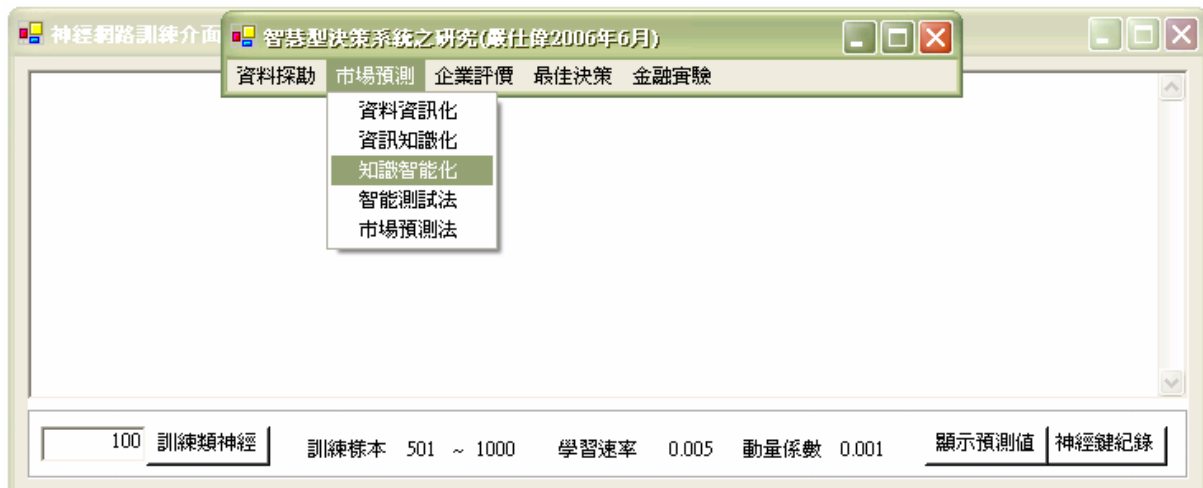 神經網路訓練介面
智慧型決策系統之研究(嚴仕偉2006年6月)
資料探勘 市場預測 企業評價 最佳決策 金融實驗
資料資訊化
資訊知識化
知識智能化
智能測試法
市場預測法
100 訓練類神經 訓練樣本 501 ~ 1000 學習速率 0.005 動量係數 0.001 顯示預測值 神經鍵紀錄